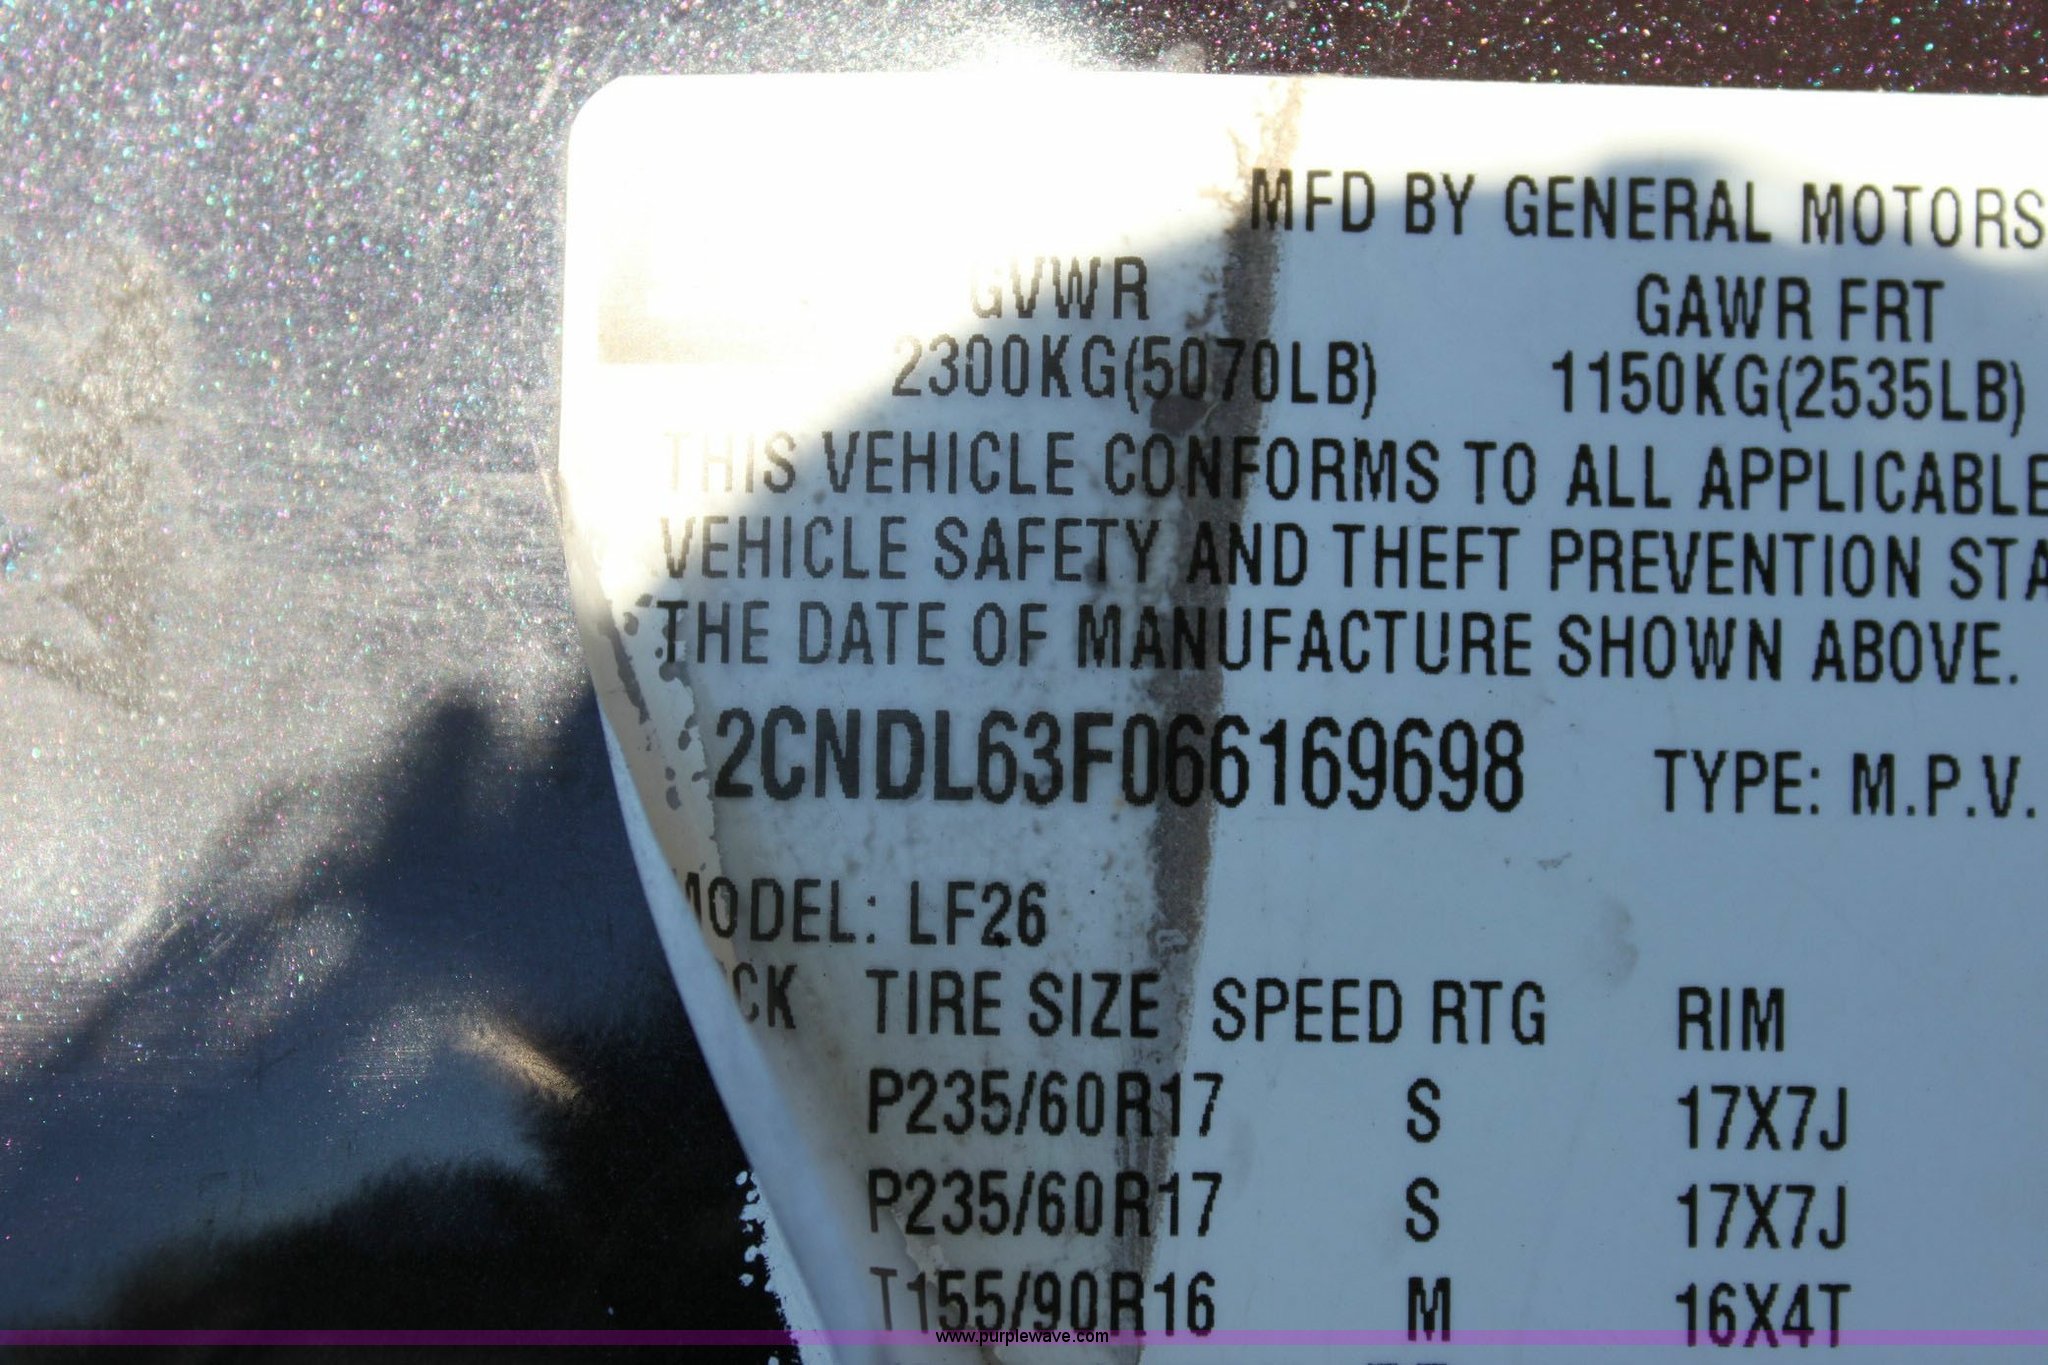 MFD BY GENERAL MOTORS
GVWR GAWR FRT
2300KG(5070LB) 1150KG(2535LB)
THIS VEHICLE CONFORMS TO ALL APPLICABLE
VEHICLE SAFETY AND THEFT PREVENTION STA
THE DATE OF MANUFACTURE SHOWN ABOVE.
2CNDL63F066169698 TYPE: M.P.V.
MODEL: LF26
CK TIRE SIZE SPEED RTG RIM
P235/60R17 S 17X7J
P235/60R17 S 17X7J
T155/90R16 M 16X4T
www.purplewave.com